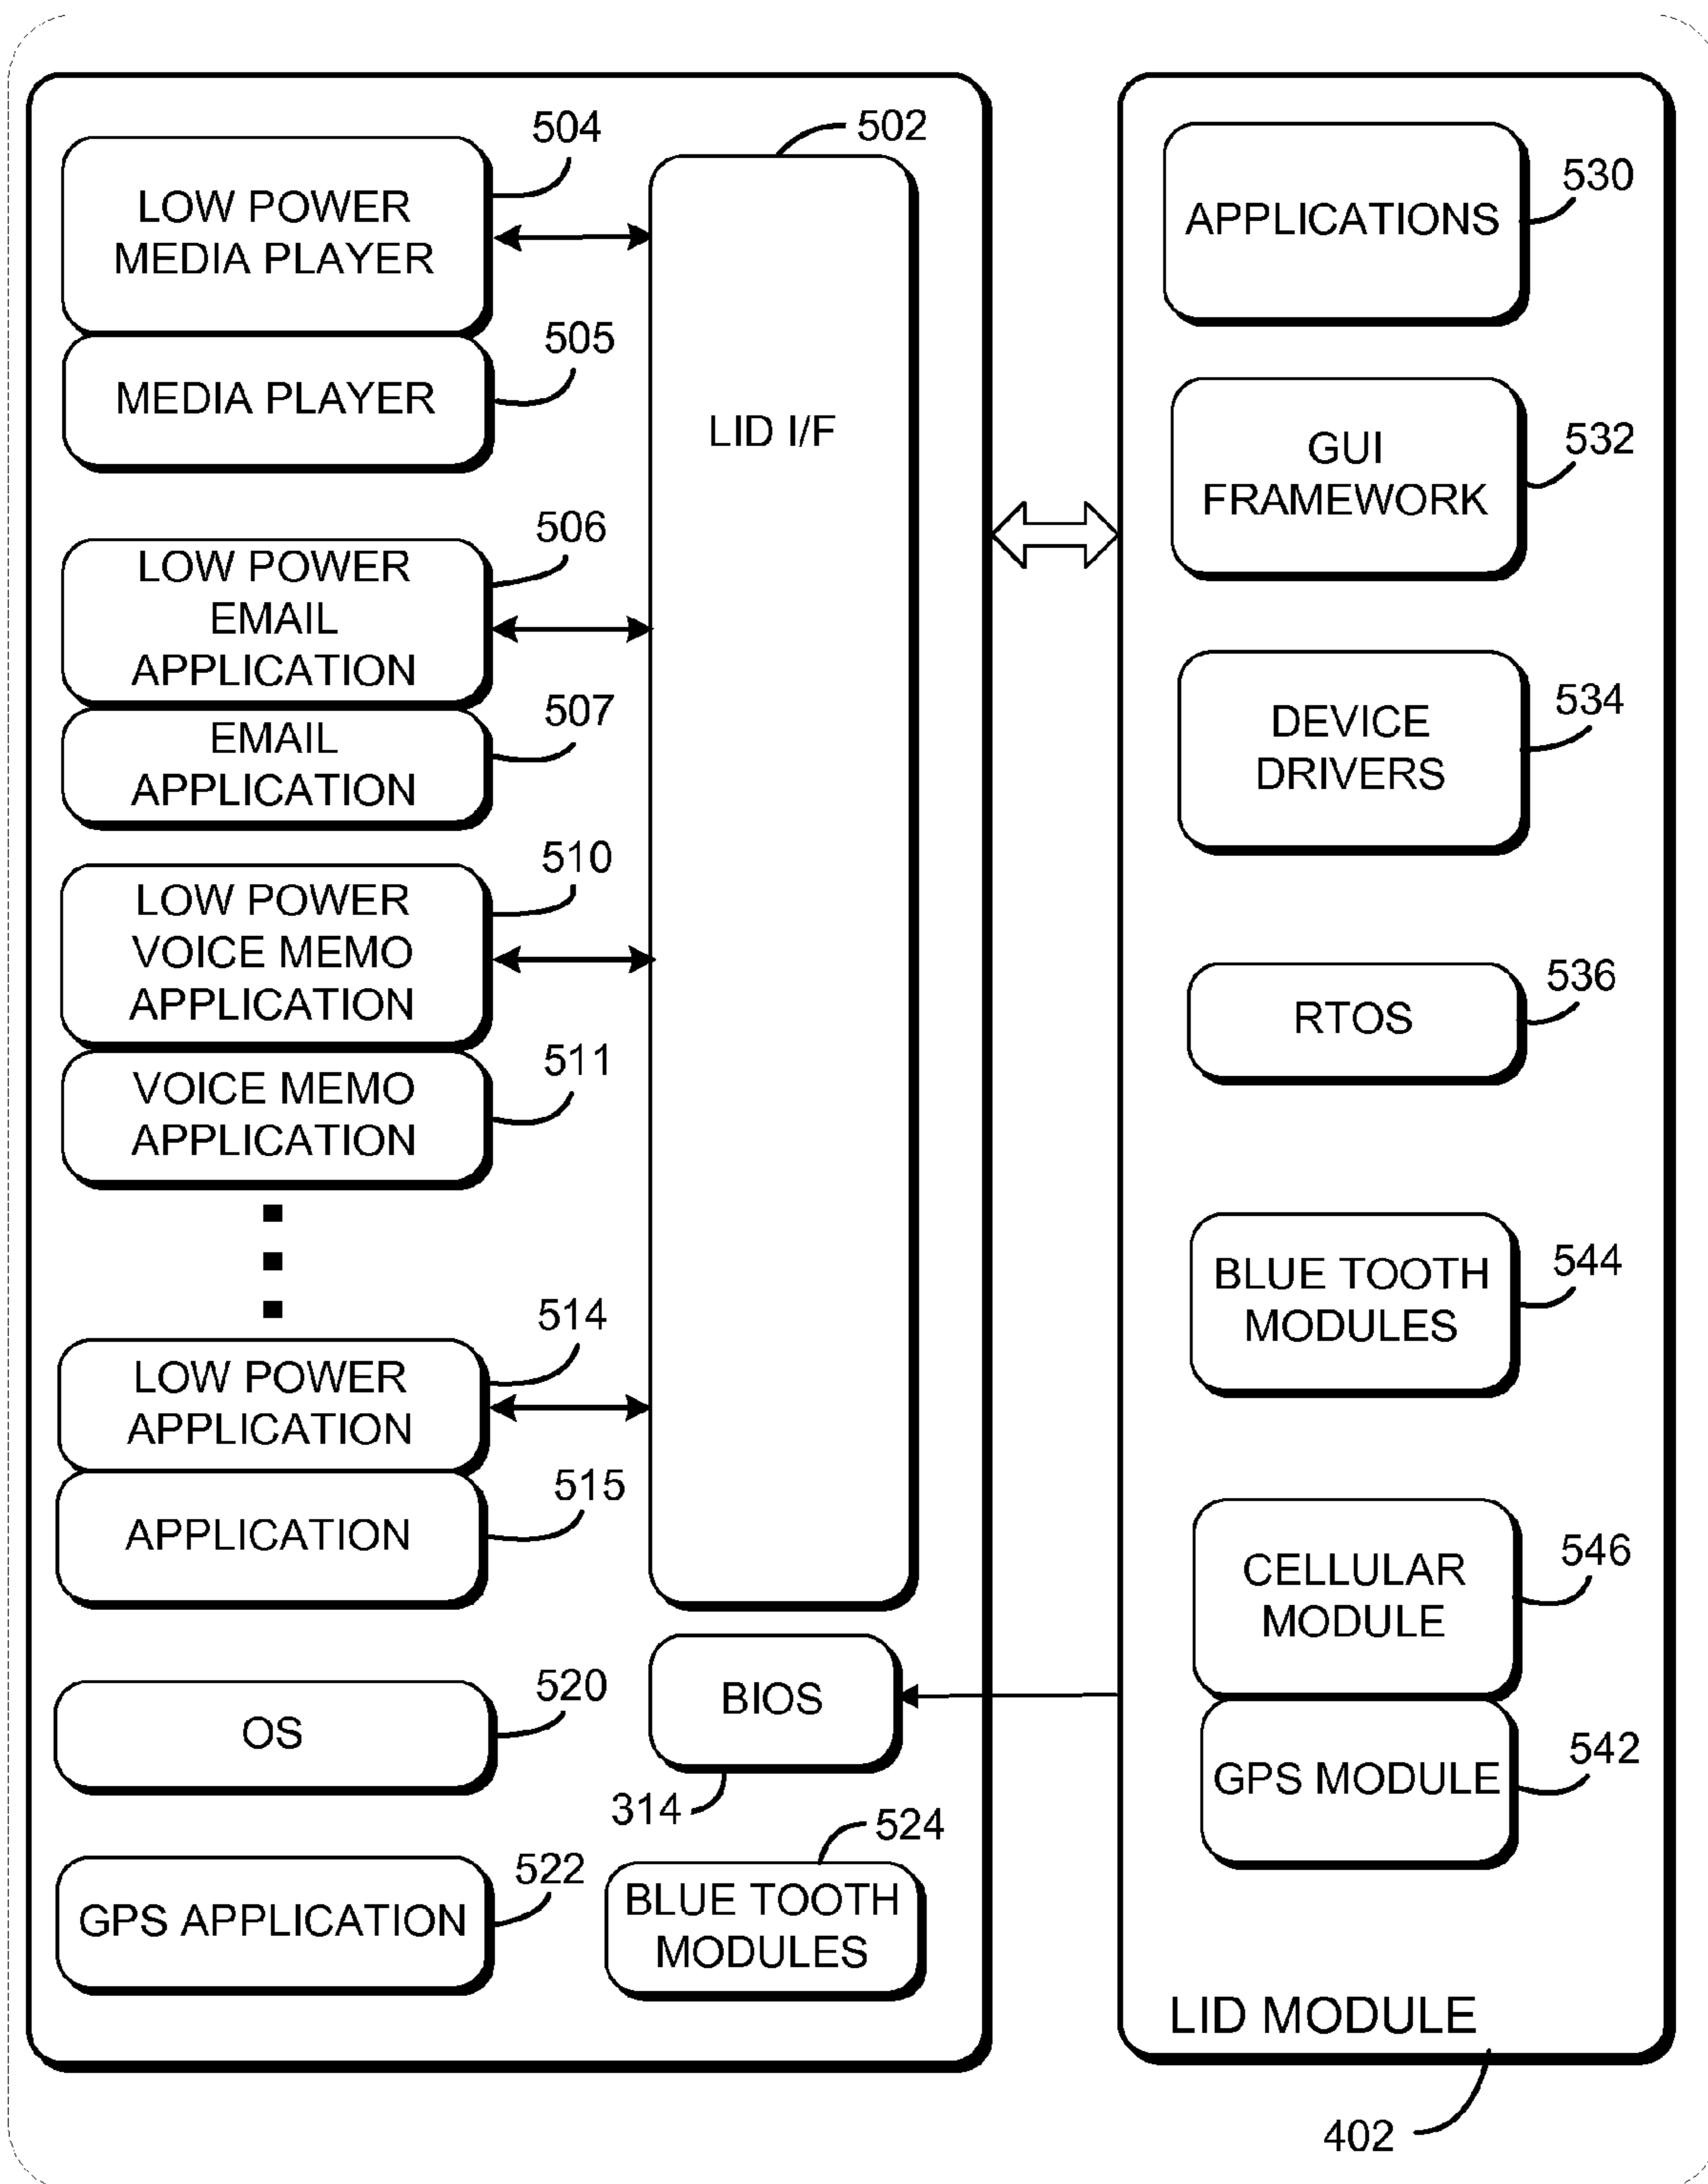 504
LOW POWER
MEDIA PLAYER
505
MEDIA PLAYER
506
LOW POWER
EMAIL
APPLICATION
507
EMAIL
APPLICATION
510
LOW POWER
VOICE MEMO
APPLICATION
511
VOICE MEMO
APPLICATION
514
LOW POWER
APPLICATION
515
APPLICATION
520
OS
522
GPS APPLICATION
502
LID I/F
BIOS
314
524
BLUE TOOTH
MODULES
530
APPLICATIONS
532
GUI
FRAMEWORK
534
DEVICE
DRIVERS
536
RTOS
544
BLUE TOOTH
MODULES
546
CELLULAR
MODULE
542
GPS MODULE
LID MODULE
402